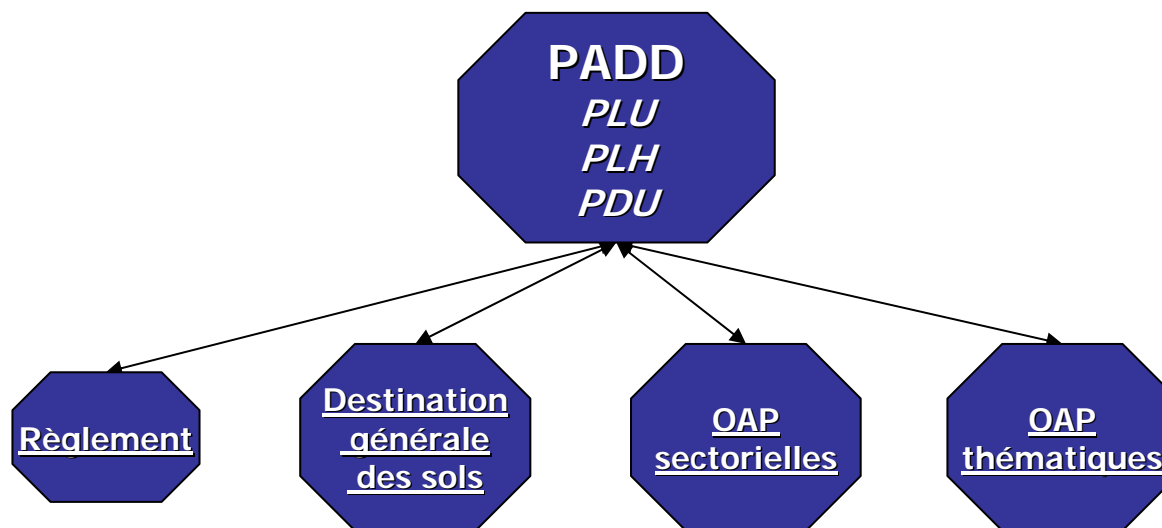 PADD
PLU
PLH
PDU
Règlement
Destination
générale
des sols
OAP
sectorielles
OAP
thématiques